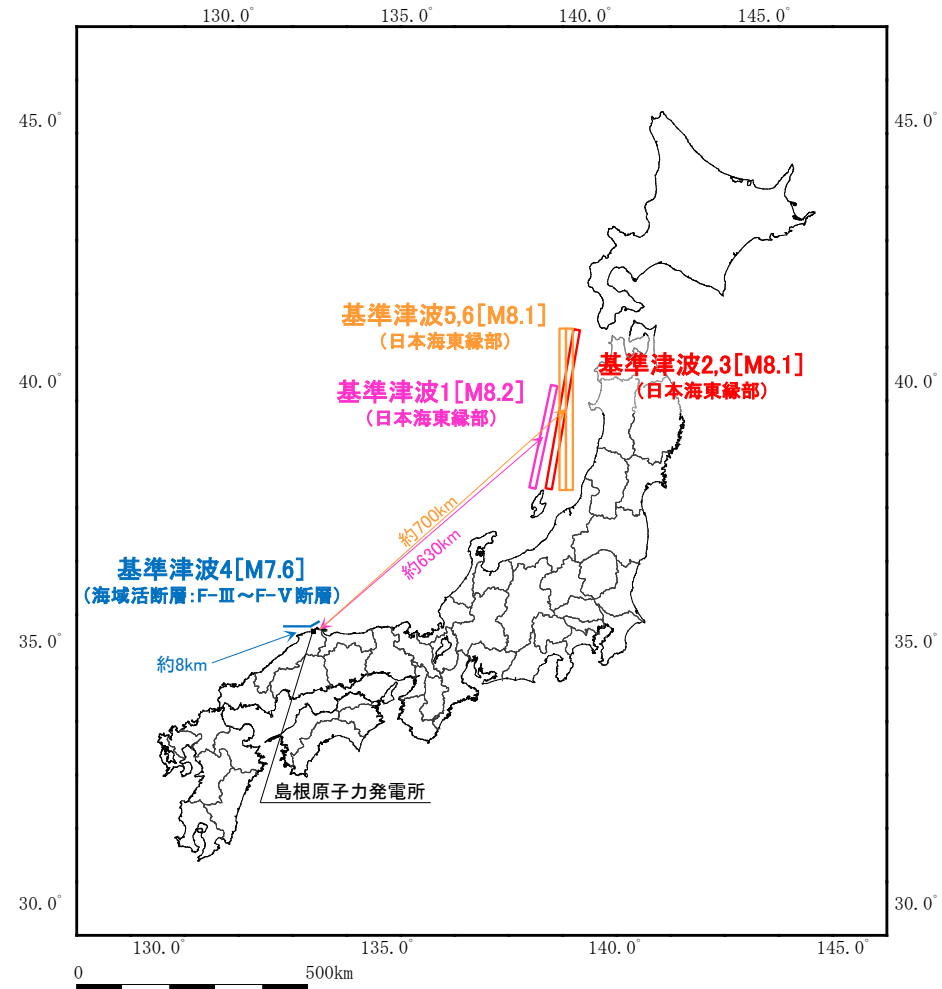 130.0° 135.0° 140.0° 145.0°
45.0° 45.0°
基準津波5,6[M8.1]
(日本海東縁部)
基準津波2,3[M8.1]
(日本海東縁部)
40.0° 40.0°
基準津波1[M8.2]
(日本海東縁部)
約700km
約630km
基準津波4[M7.6]
(海域活断層:F-Ⅲ~F-Ⅴ断層)
35.0° 35.0°
約8km
島根原子力発電所
30.0° 30.0°
130.0° 135.0° 140.0° 145.0°
0 500km